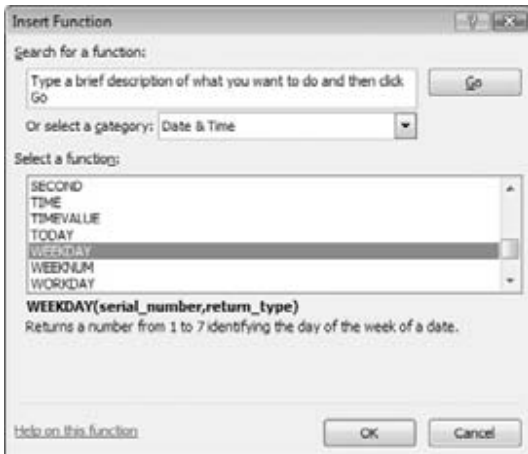 Insert Function
Search for a function:
Type a brief description of what you want to do and then click
Go
Go
Or select a category: Date & Time
Select a function:
SECOND
TIME
TIMEVALUE
TODAY
WEEKDAY
WEEKNUM
WORKDAY
WEEKDAY(serial_number,return_type)
Returns a number from 1 to 7 identifying the day of the week of a date.
Help on this function
OK
Cancel